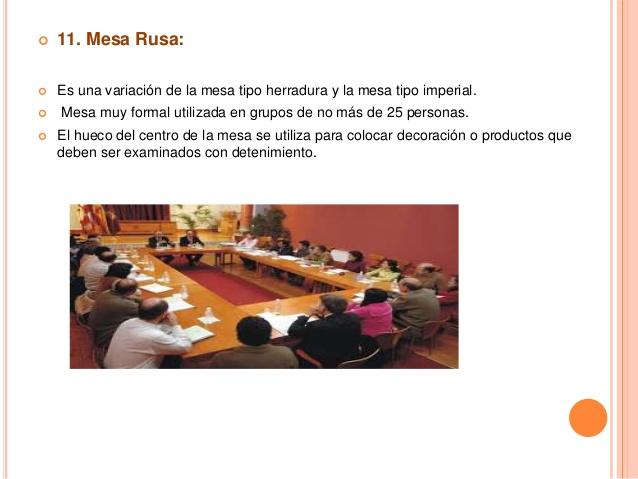 11. Mesa Rusa:
Es una variación de la mesa tipo herradura y la mesa tipo imperial.
Mesa muy formal utilizada en grupos de no más de 25 personas.
El hueco del centro de la mesa se utiliza para colocar decoración o productos que
deben ser examinados con detenimiento.